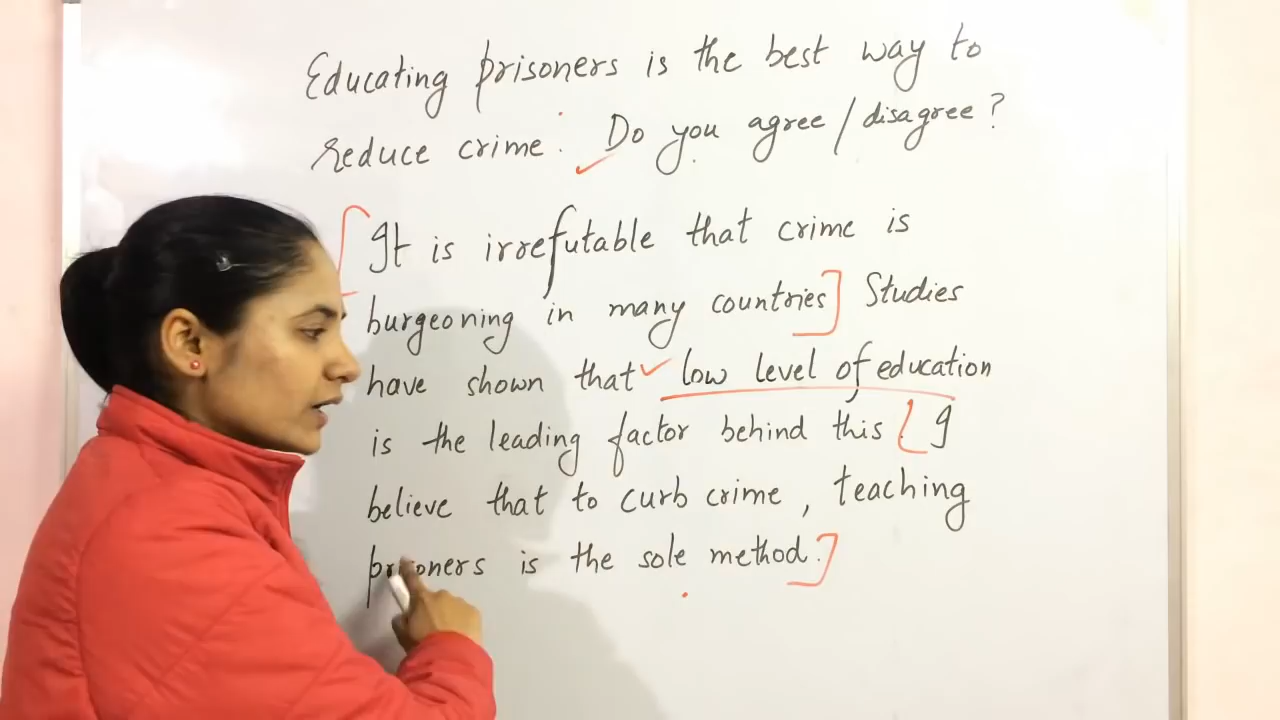 Educating prisoners is the best way to
reduce crime. Do you agree/disagree?
It is irrefutable that crime is
burgeoning in many countries] Studies
have shown that low level of education
is the leading factor behind this. [I
believe that to curb crime, teaching
prisoners is the sole method.]